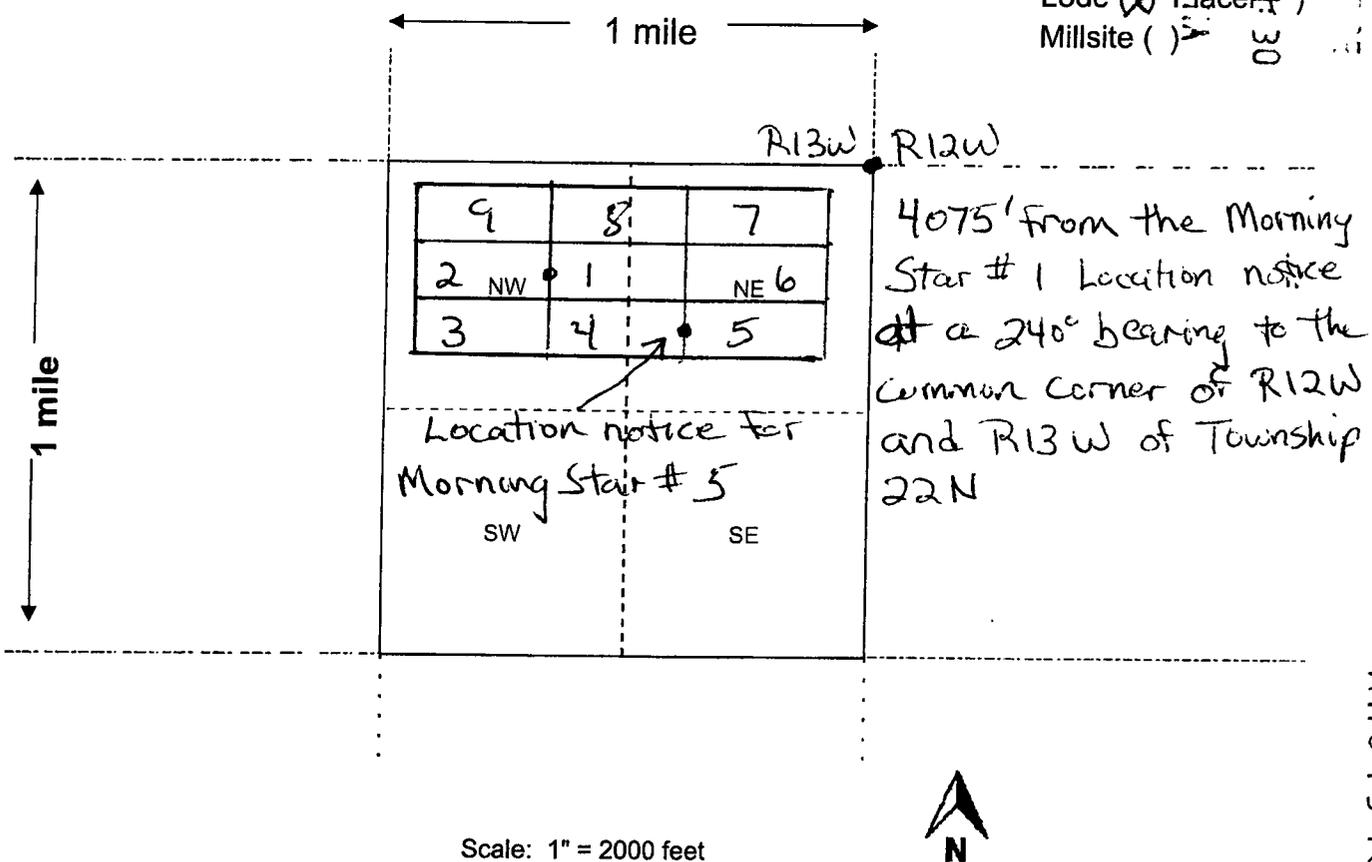 1 mile
Millsite ( )
R13W R12W
9 8 7
2 NW 1 NE 6
3 4 5
4075' from the Morning
Star # 1 Location notice
at a 240° bearing to the
common corner of R12W
and R13W of Township
22N
1 mile
Location notice for
Morning Star # 5
SW SE
Scale: 1" = 2000 feet
N